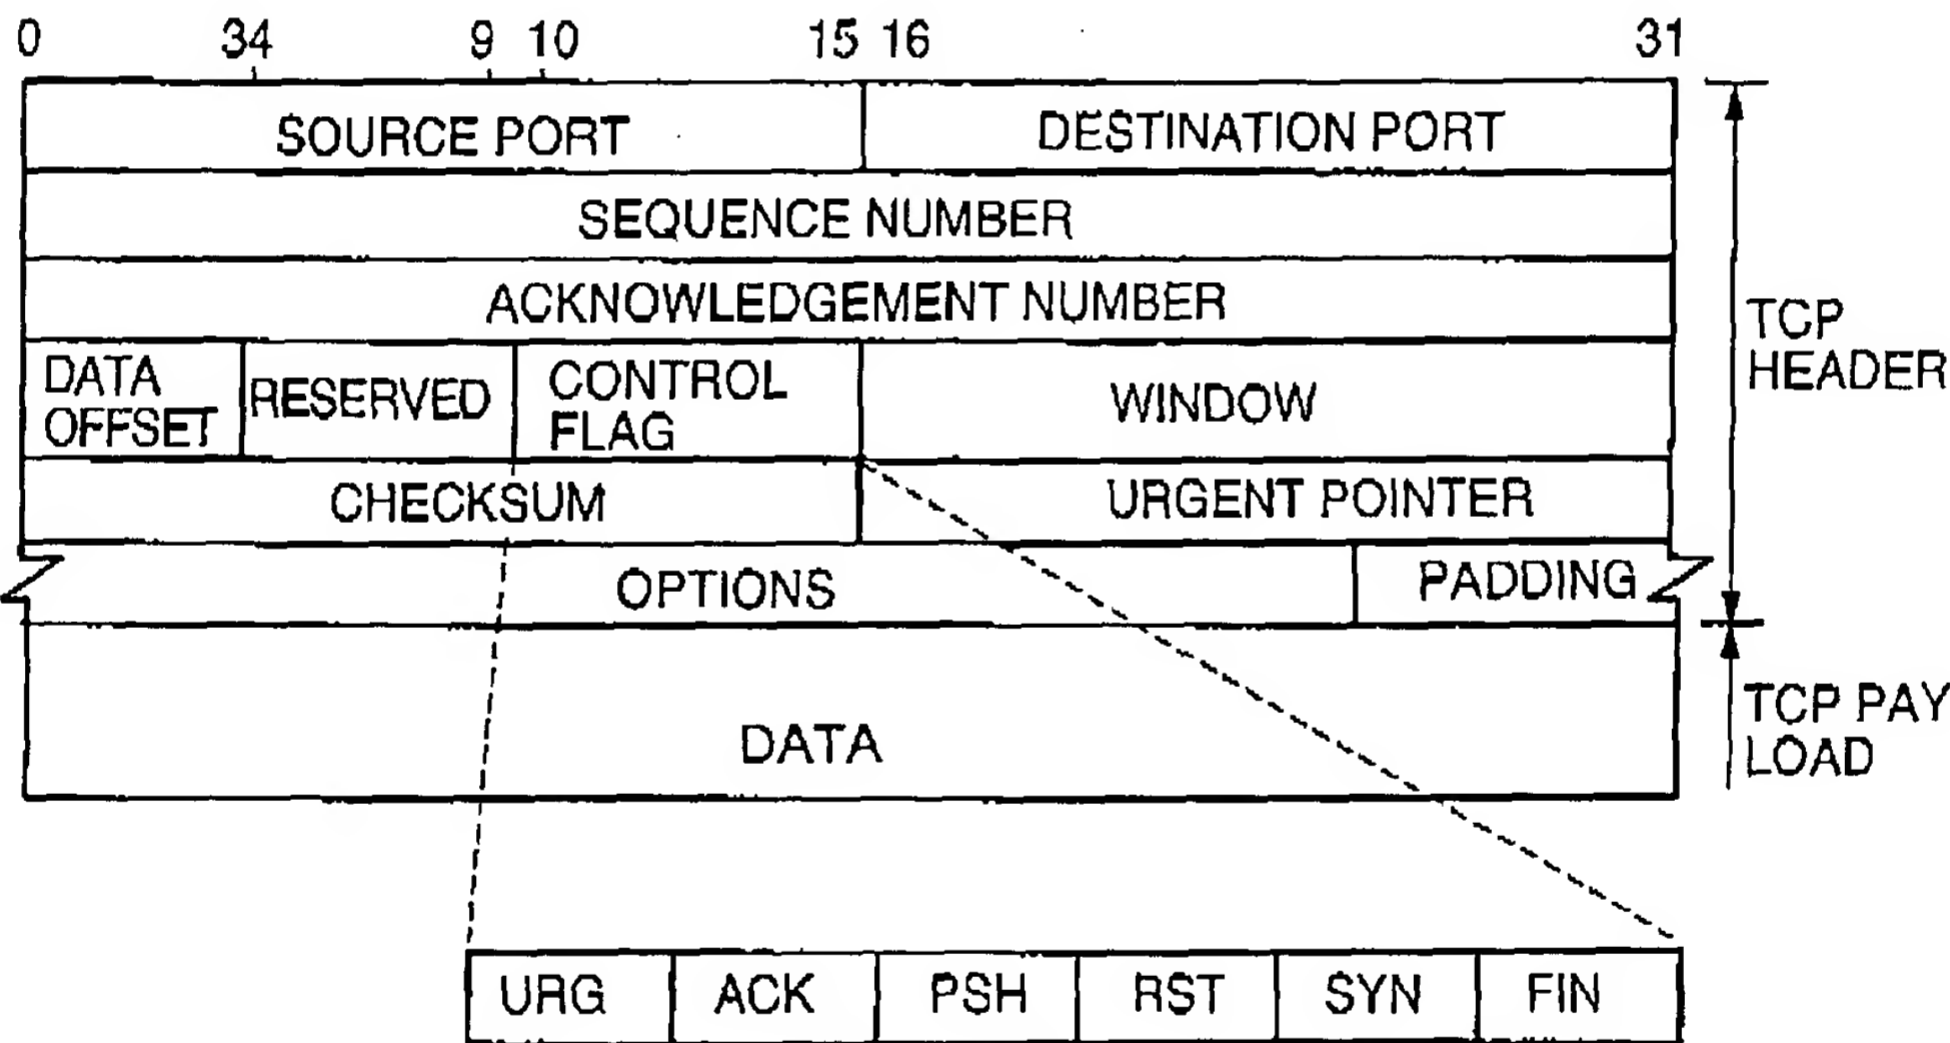 0 34 9 10 15 16 31
SOURCE PORT DESTINATION PORT
SEQUENCE NUMBER
ACKNOWLEDGEMENT NUMBER
TCP
HEADER
DATA
OFFSET
RESERVED
CONTROL
FLAG
WINDOW
CHECKSUM URGENT POINTER
OPTIONS PADDING
DATA
TCP PAY
LOAD
URG ACK PSH RST SYN FIN